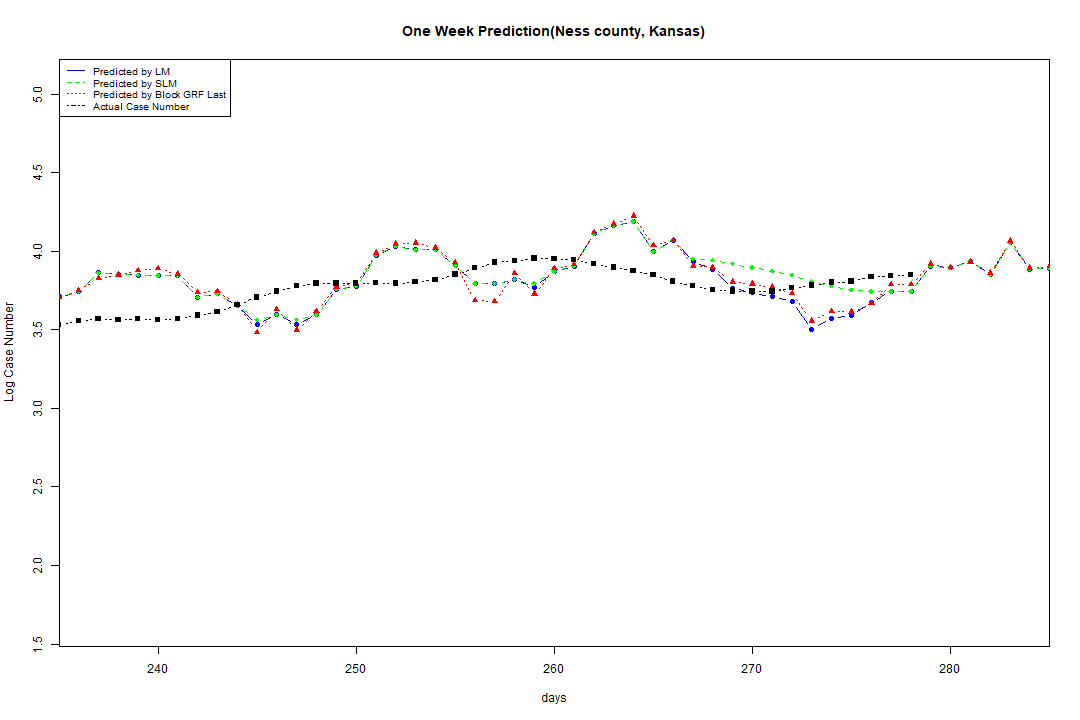 One Week Prediction(Ness county, Kansas)
Predicted by LM
Predicted by SLM
Predicted by Block GRF Last
Actual Case Number
5.0
4.5
4.0
3.5
3.0
2.5
2.0
1.5
Log Case Number
240
250
260
270
280
days